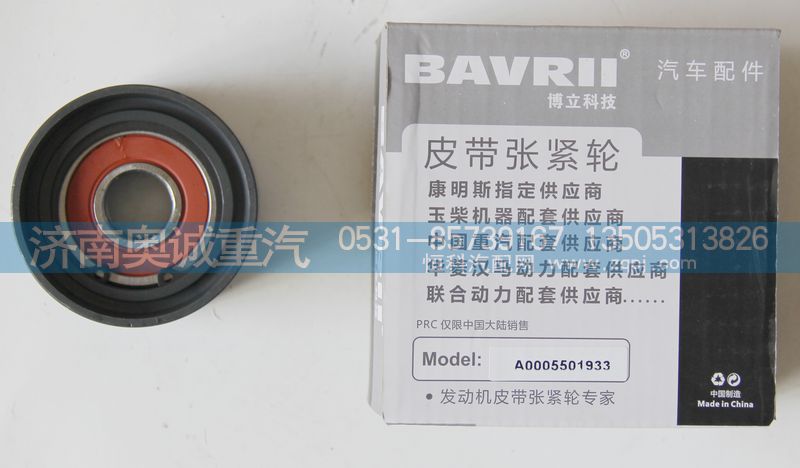 BAVRII®
汽车配件
博立科技
皮带张紧轮
康明斯指定供应商
玉柴机器配套供应商
中国重汽配套供应商
华菱汉马动力配套供应商
联合动力配套供应商......
济南奥诚重汽
13505313826
PRC 仅限中国大陆销售
Model: A0005501933
• 发动机皮带张紧轮专家
中国制造
Made in China